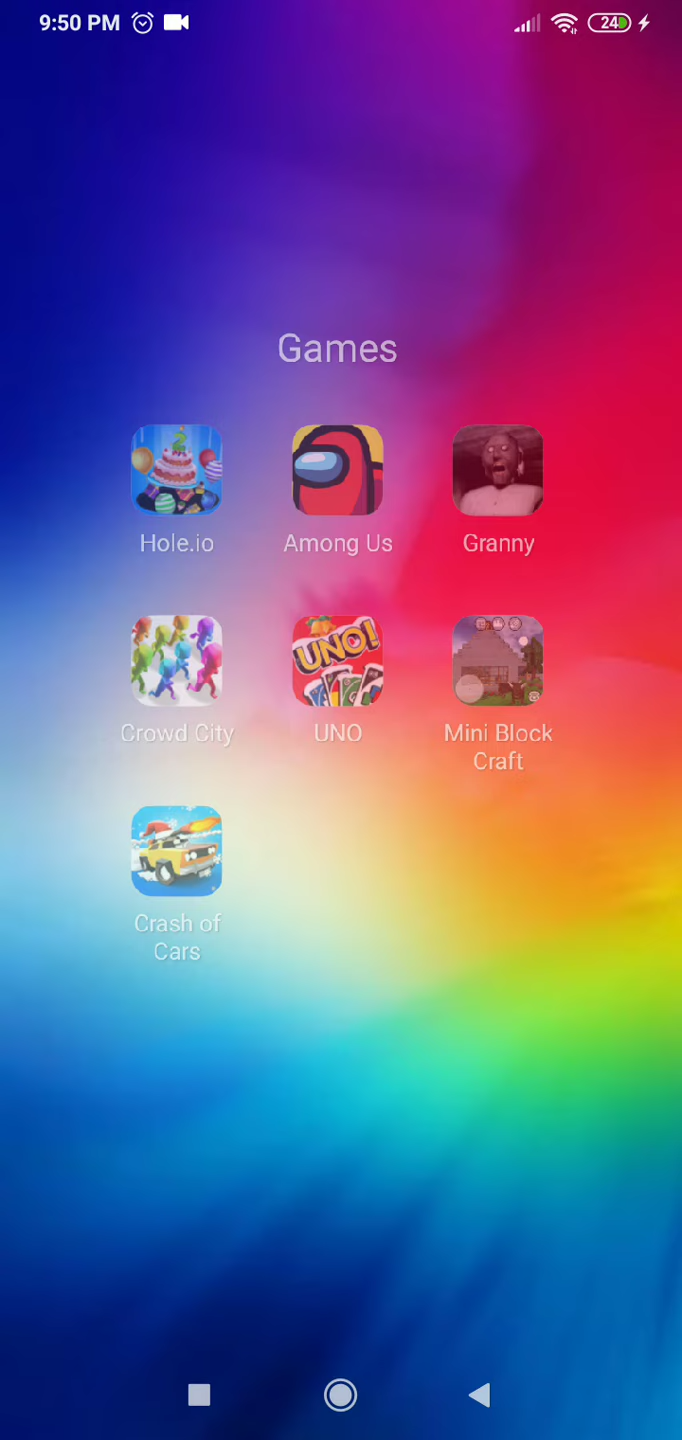 9:50 PM
24
Games
Hole.io
Among Us
Granny
2
Crowd City
UNO
Mini Block
Craft
UNO!
Crash of
Cars